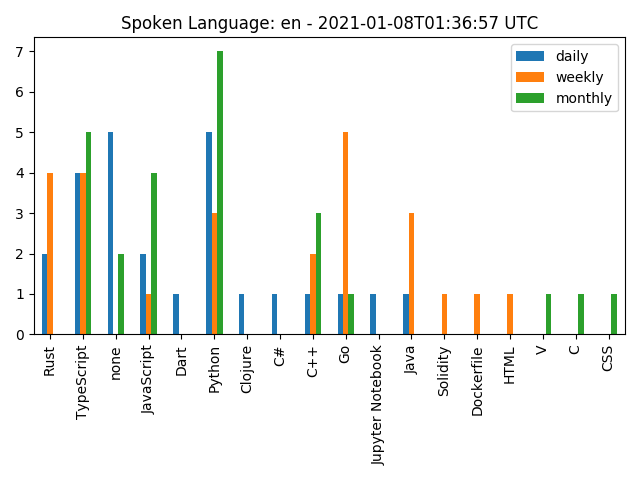 Spoken Language: en - 2021-01-08T01:36:57 UTC
daily
weekly
monthly
7
6
5
4
3
2
1
0
Rust
TypeScript
none
JavaScript
Dart
Python
Clojure
C#
C++
Go
Jupyter Notebook
Java
Solidity
Dockerfile
HTML
V
C
CSS